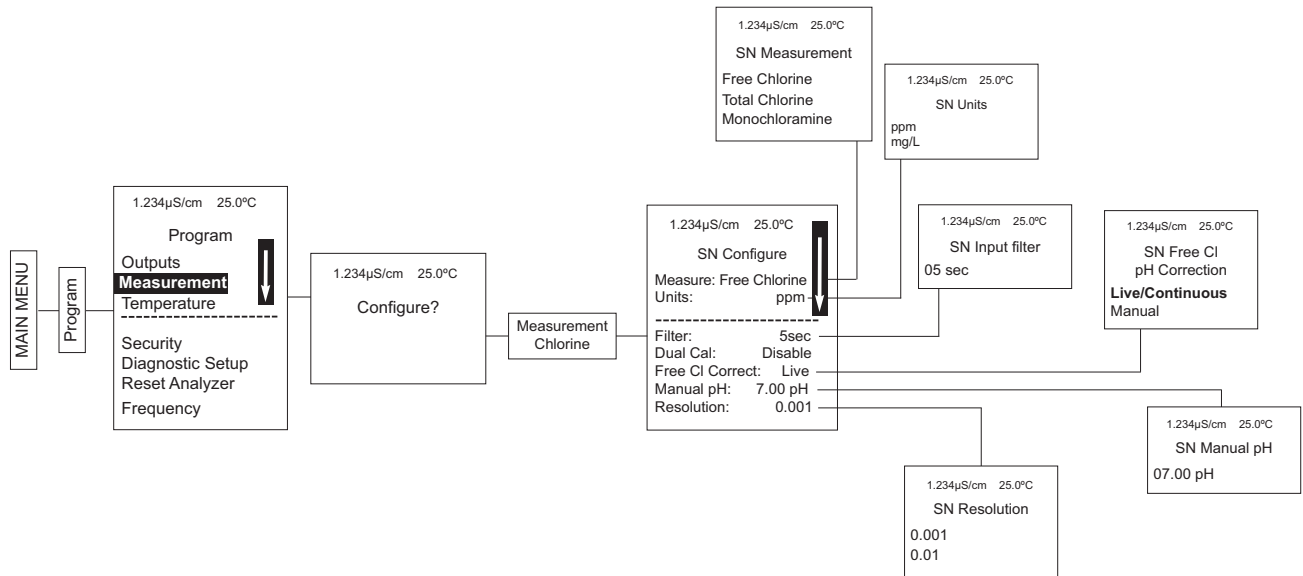 MAIN MENU
Program
1.234µS/cm 25.0ºC
Program
Outputs
Measurement
Temperature
Security
Diagnostic Setup
Reset Analyzer
Frequency
1.234µS/cm 25.0ºC
Configure?
Measurement
Chlorine
1.234µS/cm 25.0ºC
SN Configure
Measure: Free Chlorine
Units: ppm
Filter: 5sec
Dual Cal: Disable
Free Cl Correct: Live
Manual pH: 7.00 pH
Resolution: 0.001
1.234µS/cm 25.0ºC
SN Measurement
Free Chlorine
Total Chlorine
Monochloramine
1.234µS/cm 25.0ºC
SN Units
ppm
mg/L
1.234µS/cm 25.0ºC
SN Input filter
05 sec
1.234µS/cm 25.0ºC
SN Free Cl
pH Correction
Live/Continuous
Manual
1.234µS/cm 25.0ºC
SN Manual pH
07.00 pH
1.234µS/cm 25.0ºC
SN Resolution
0.001
0.01